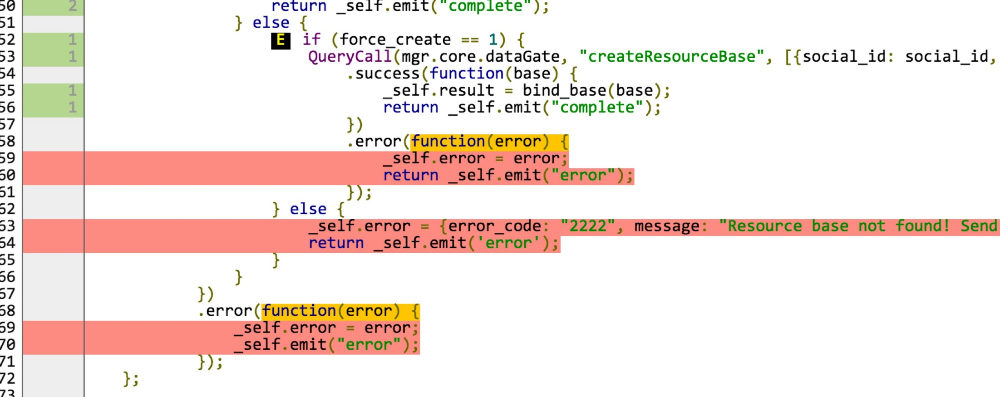 50 2 return _self.emit("complete");
51 } else {
52 1 E if (force_create == 1) {
53 1 QueryCall(mgr.core.dataGate, "createResourceBase", [{social_id: social_id,
54 .success(function(base) {
55 1 _self.result = bind_base(base);
56 1 return _self.emit("complete");
57 })
58 .error(function(error) {
59 _self.error = error;
60 return _self.emit("error");
61 });
62 } else {
63 _self.error = {error_code: "2222", message: "Resource base not found! Send
64 return _self.emit('error');
65 }
66 }
67 })
68 .error(function(error) {
69 _self.error = error;
70 _self.emit("error");
71 });
72 };
73